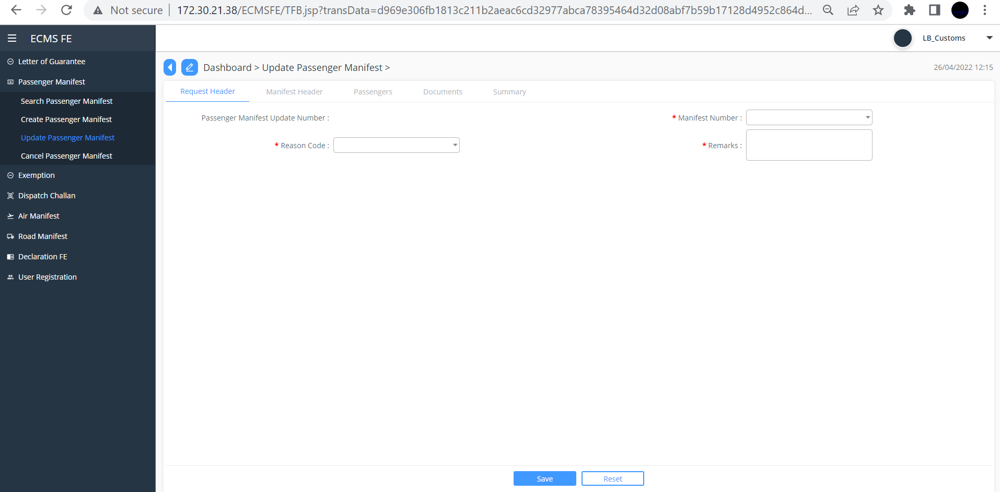 Not secure 172.30.21.38/ECMSFE/TFB.jsp?transData=d969e306fb1813c211b2aeac6cd32977abca78395464d32d08abf7b59b17128d4952c864d...
ECMS FE
LB_Customs
Letter of Guarantee
Passenger Manifest
Search Passenger Manifest
Create Passenger Manifest
Update Passenger Manifest
Cancel Passenger Manifest
Exemption
Dispatch Challan
Air Manifest
Road Manifest
Declaration FE
User Registration
Dashboard > Update Passenger Manifest >
26/04/2022 12:15
Request Header Manifest Header Passengers Documents Summary
Passenger Manifest Update Number :
* Manifest Number :
* Reason Code :
* Remarks :
Save Reset